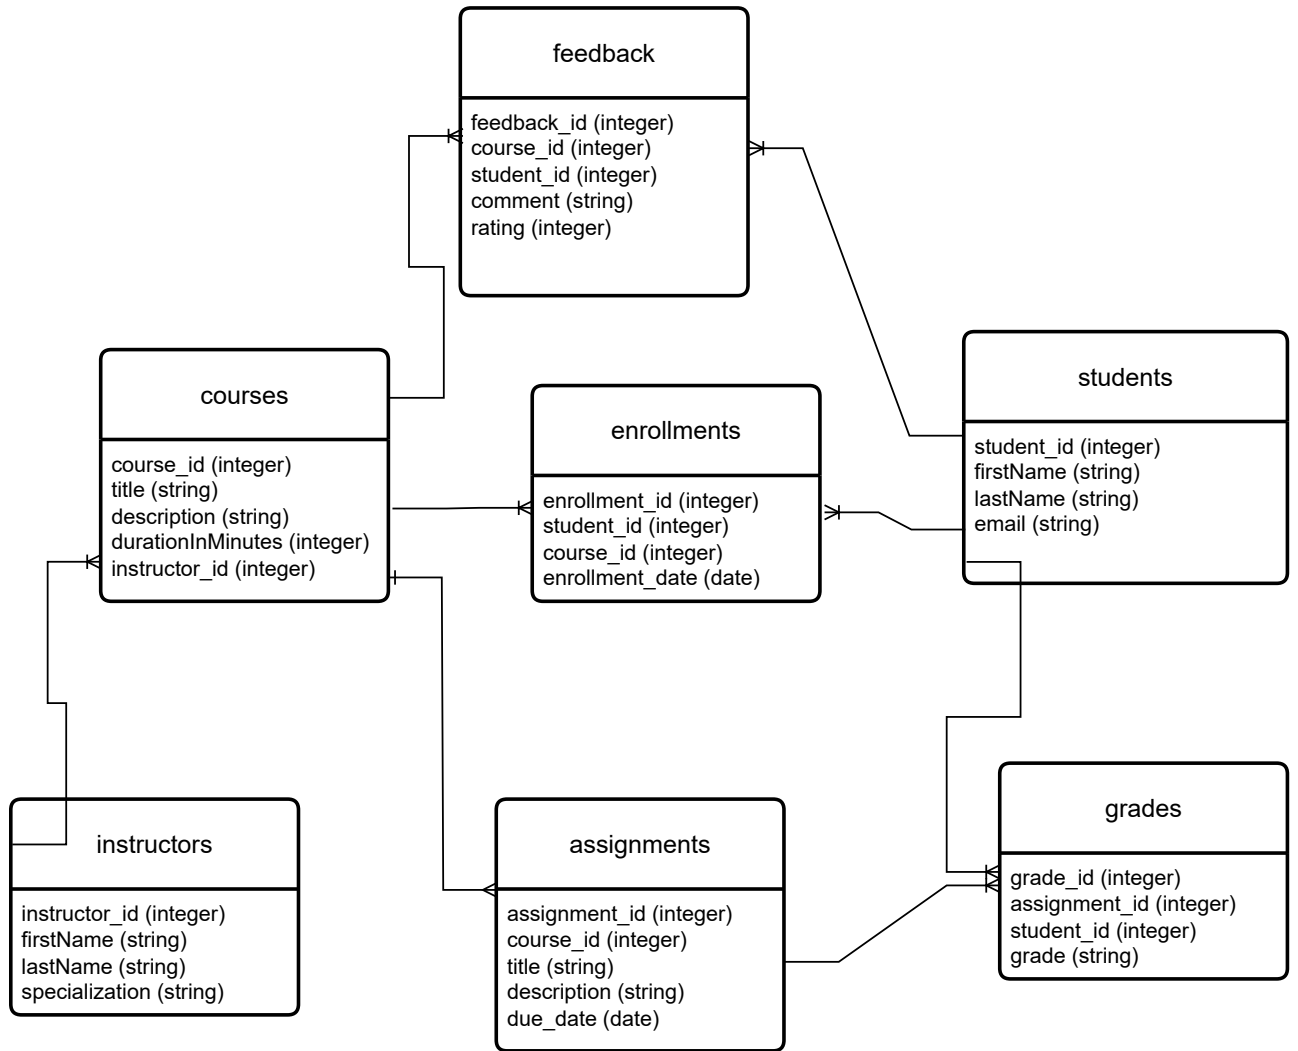 feedback
feedback_id (integer)
course_id (integer)
student_id (integer)
comment (string)
rating (integer)
courses
course_id (integer)
title (string)
description (string)
durationInMinutes (integer)
instructor_id (integer)
enrollments
enrollment_id (integer)
student_id (integer)
course_id (integer)
enrollment_date (date)
students
student_id (integer)
firstName (string)
lastName (string)
email (string)
instructors
instructor_id (integer)
firstName (string)
lastName (string)
specialization (string)
assignments
assignment_id (integer)
course_id (integer)
title (string)
description (string)
due_date (date)
grades
grade_id (integer)
assignment_id (integer)
student_id (integer)
grade (string)